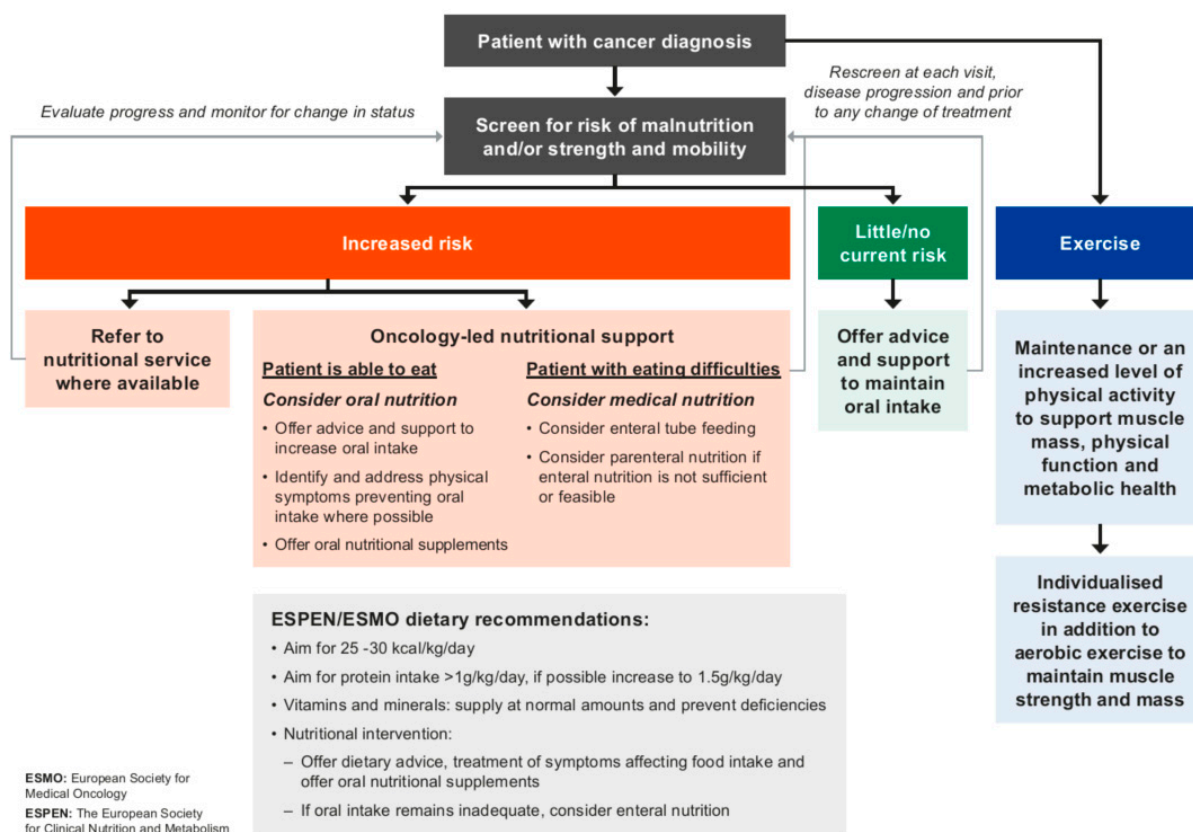 Patient with cancer diagnosis
Evaluate progress and monitor for change in status
Rescreen at each visit,
disease progression and prior
to any change of treatment
Screen for risk of malnutrition
and/or strength and mobility
Increased risk
Little/no
current risk
Exercise
Refer to
nutritional service
where available
Oncology-led nutritional support
Patient is able to eat
Consider oral nutrition
• Offer advice and support to
increase oral intake
• Identify and address physical
symptoms preventing oral
intake where possible
• Offer oral nutritional supplements
Patient with eating difficulties
Consider medical nutrition
• Consider enteral tube feeding
• Consider parenteral nutrition if
enteral nutrition is not sufficient
or feasible
Offer advice
and support
to maintain
oral intake
Maintenance or an
increased level of
physical activity
to support muscle
mass, physical
function and
metabolic health
Individualised
resistance exercise
in addition to
aerobic exercise to
maintain muscle
strength and mass
ESPEN/ESMO dietary recommendations:
• Aim for 25 -30 kcal/kg/day
• Aim for protein intake >1g/kg/day, if possible increase to 1.5g/kg/day
• Vitamins and minerals: supply at normal amounts and prevent deficiencies
• Nutritional intervention:
– Offer dietary advice, treatment of symptoms affecting food intake and
offer oral nutritional supplements
– If oral intake remains inadequate, consider enteral nutrition
ESMO: European Society for
Medical Oncology
ESPEN: The European Society
for Clinical Nutrition and Metabolism